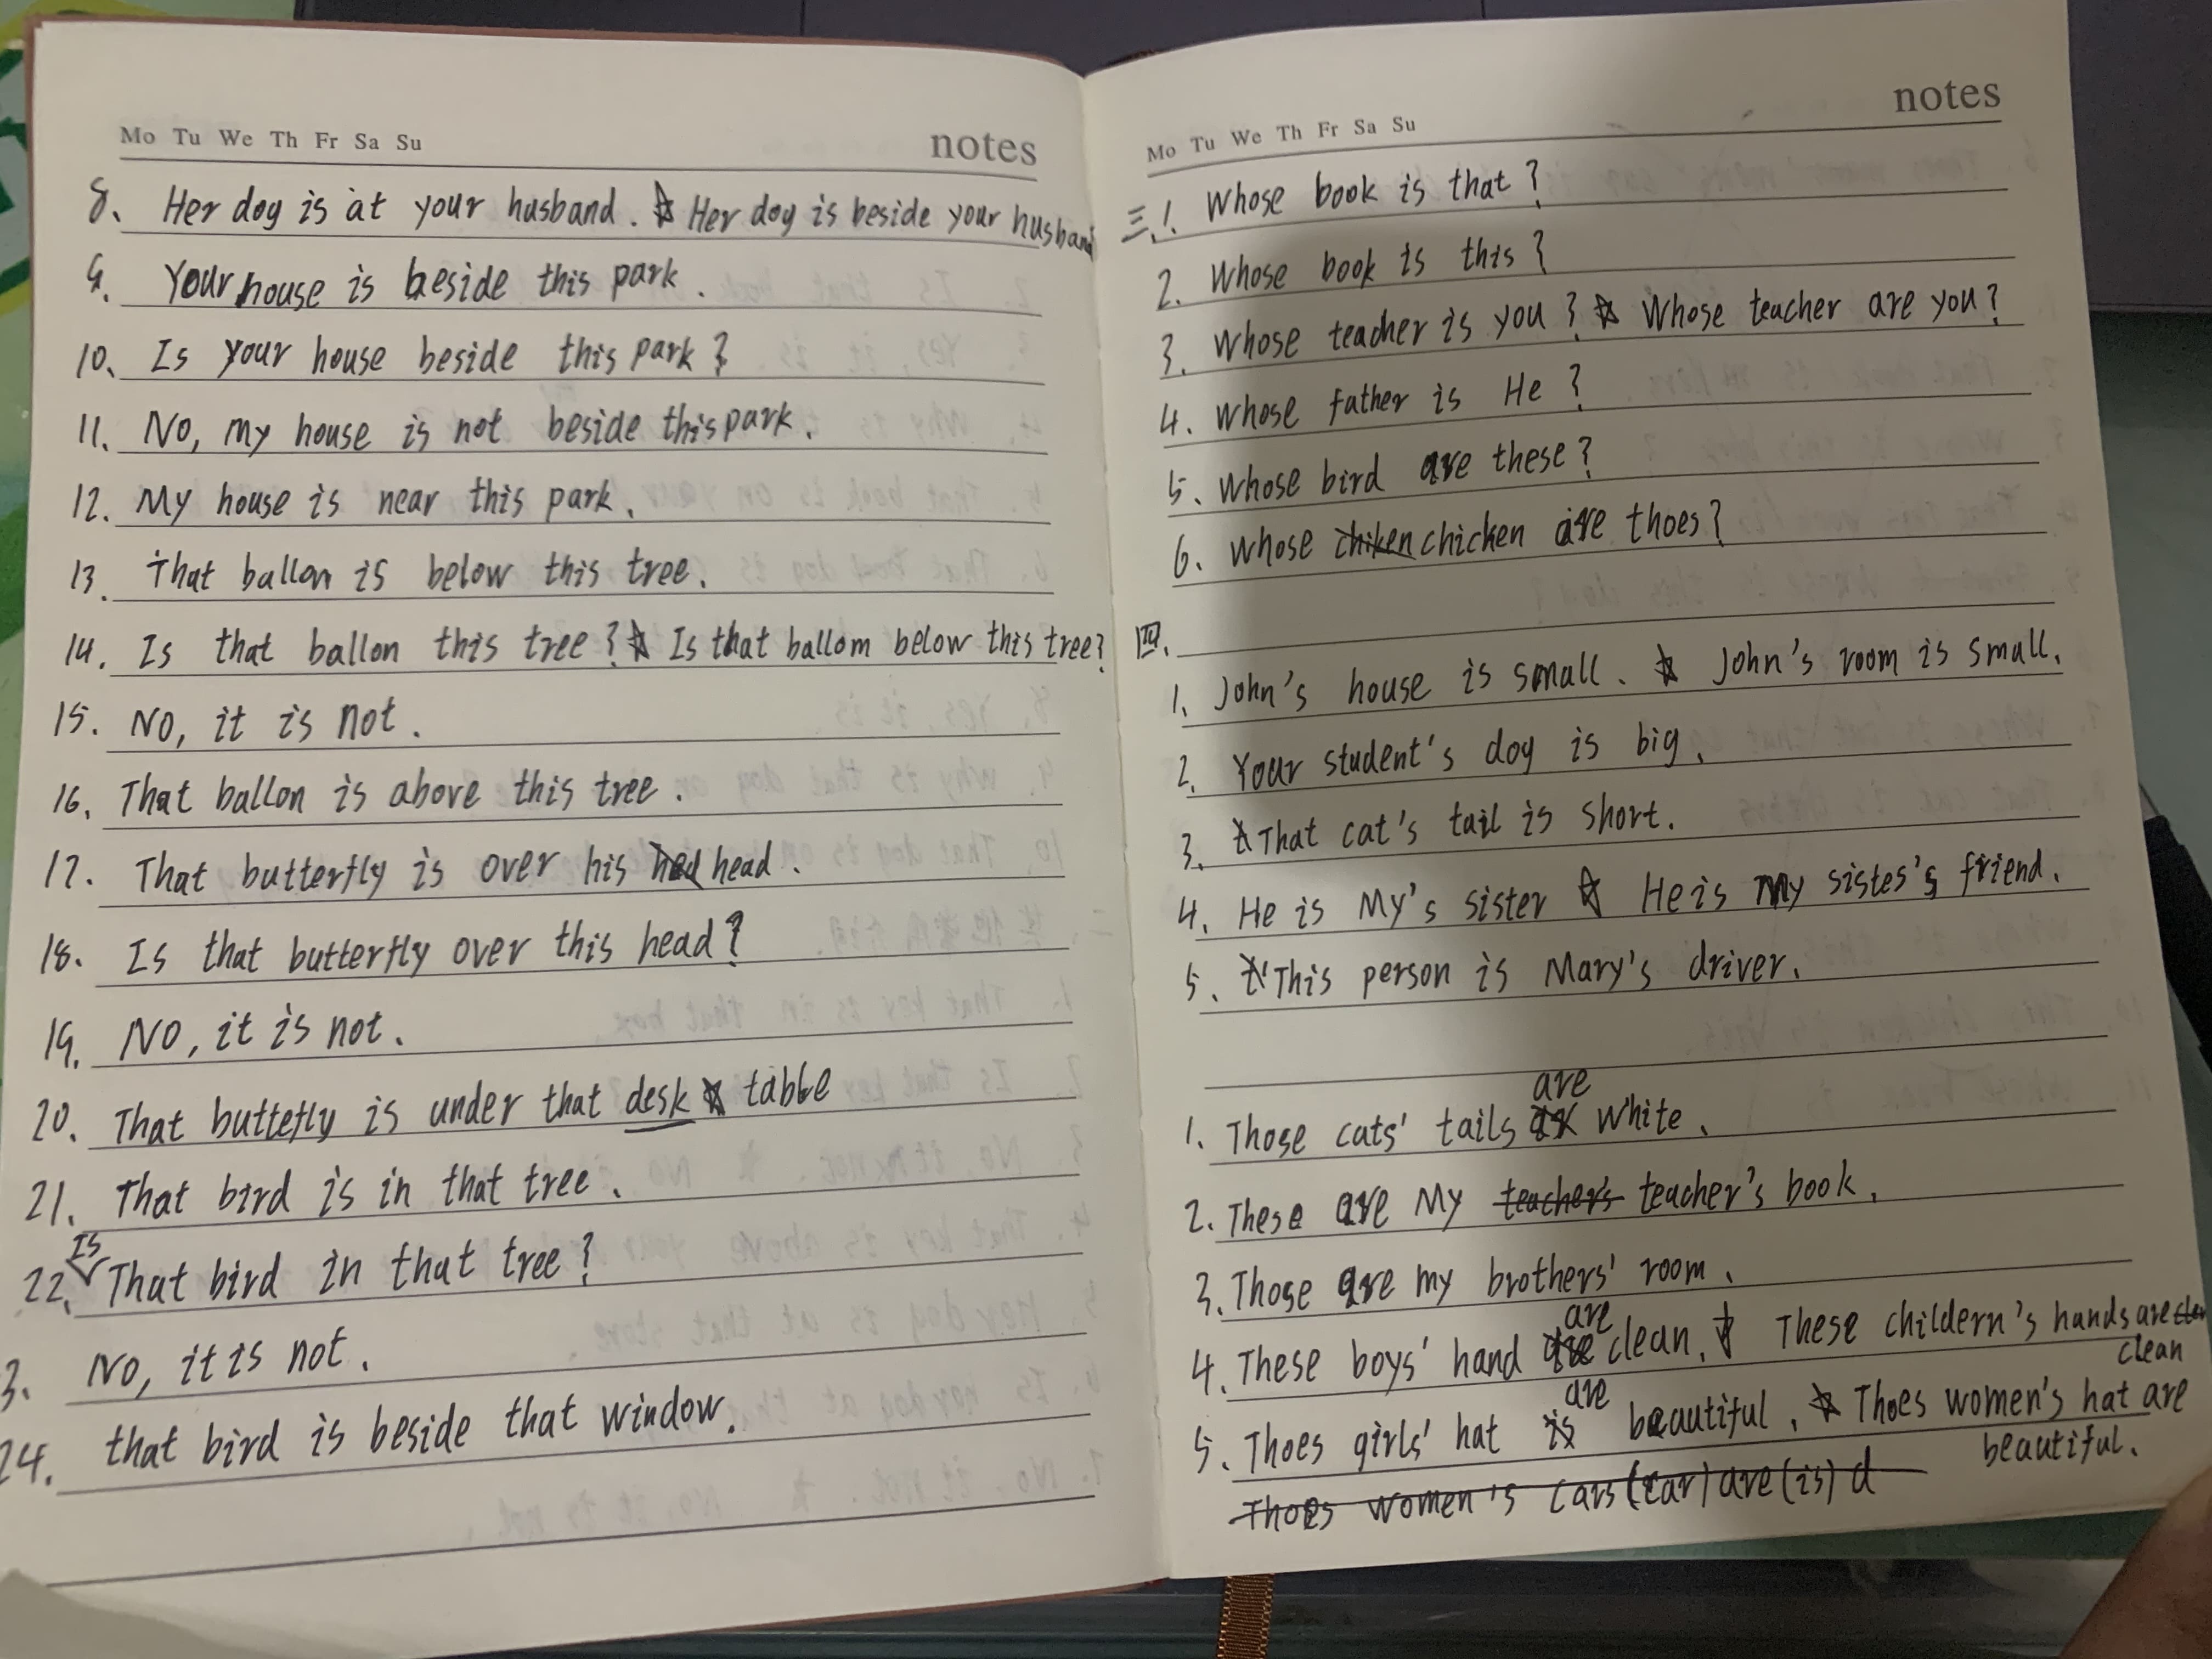 Mo Tu We Th Fr Sa Su notes
8. Her dog is at your husband. ☆ Her dog is beside your husband
9. Your house is beside this park.
10. Is your house beside this park?
11. No, my house is not beside this park.
12. My house is near this park.
13. That ballon is below this tree.
14. Is that ballon this tree? ☆ Is that ballom below this tree?
15. No, it is not.
16. That ballon is above this tree.
17. That butterfly is over his hed head.
18. Is that butterfly over this head?
19. No, it is not.
20. That buttefly is under that desk ☆ table
21. That bird is in that tree.
22. Is That bird in that tree?
3. No, it is not.
24. that bird is beside that window.
Mo Tu We Th Fr Sa Su notes
三. 1. Whose book is that?
2. Whose book is this?
3. Whose teacher is you? ☆ Whose teacher are you?
4. Whose father is He?
5. Whose bird are these?
6. Whose chiken chicken are thoes?
四.
1. John's house is small. ☆ John's room is small.
2. Your student's dog is big.
3. ☆ That cat's tail is short.
4. He is My's sister ☆ He is my sistes's friend.
5. ☆ This person is Mary's driver.
are
1. Those cats' tails White.
2. These are My teacher's teacher's book.
3. Those are my brothers' room.
are
4. These boys' hand are clean. ☆ These childern's hands are
clean
are
5. Thoes girls' hat is beautiful. ☆ Thoes women's hat are
beautiful.
Thoes women's cars (car) are (is) d